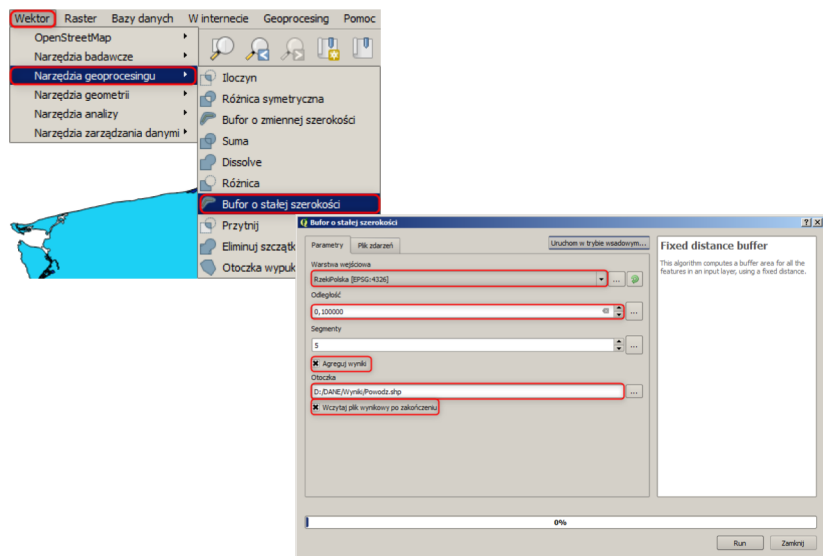 Wektor Raster Bazy danych W internecie Geoprocesing Pomoc
OpenStreetMap
Narzędzia badawcze
Narzędzia geoprocesingu
Narzędzia geometrii
Narzędzia analizy
Narzędzia zarządzania danymi
Iloczyn
Różnica symetryczna
Bufor o zmiennej szerokości
Suma
Dissolve
Różnica
Bufor o stałej szerokości
Przytnij
Eliminuj szczątk
Otoczka wypuk
Bufor o stałej szerokości
Parametry Plik zdarzeń Uruchom w trybie wsadowym...
Warstwa wejściowa
RzekiPolska [EPSG:4326] ...
Odległość
0,100000 ...
Segmenty
5 ...
Agreguj wyniki
Otoczka
D:/DANE/Wyniki/Powodz.shp ...
Wczytaj plik wynikowy po zakończeniu
Fixed distance buffer
This algorithm computes a buffer area for all the
features in an input layer, using a fixed distance.
0%
Run Zamknij